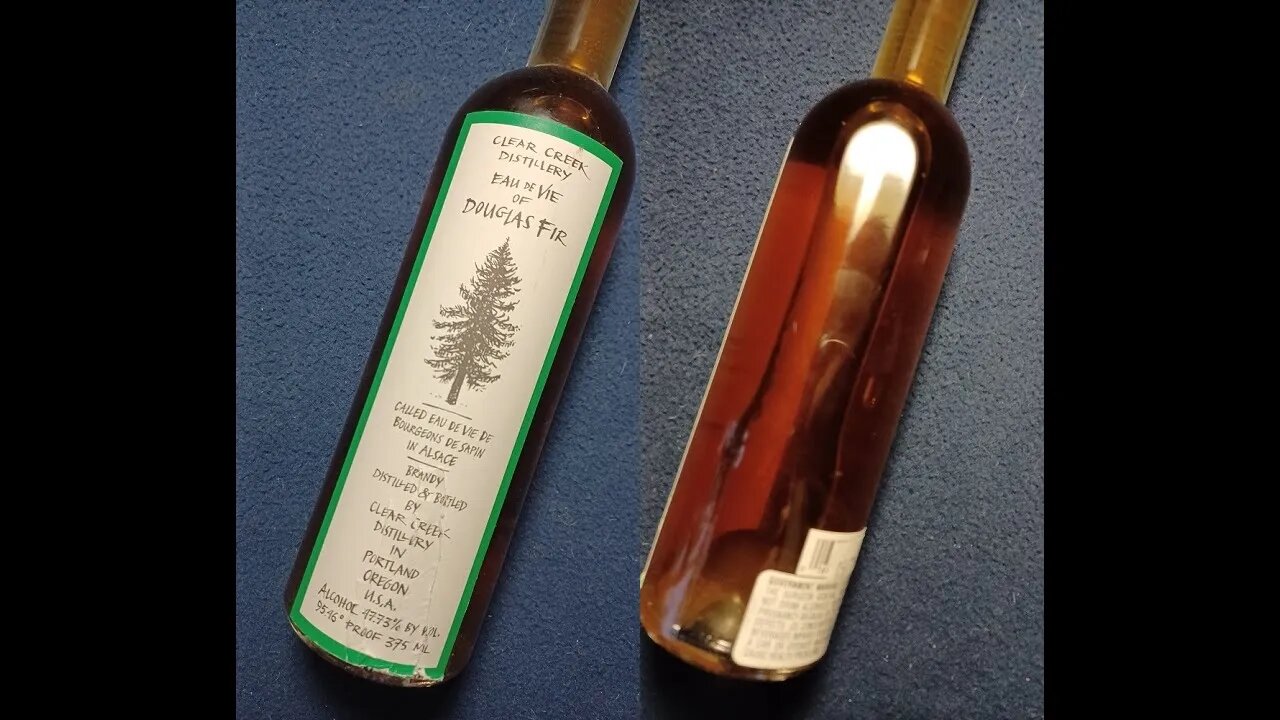 CLEAR CREEK
DISTILLERY
EAU DE VIE
OF
DOUGLAS FIR
CALLED EAU DE VIE DE
BOURGEONS DE SAPIN
IN ALSACE
BRANDY
DISTILLED & BOTTLED
BY
CLEAR CREEK
DISTILLERY
IN
PORTLAND
OREGON
U.S.A.
ALCOHOL 47.73% BY VOL.
95.46° PROOF 375 ML